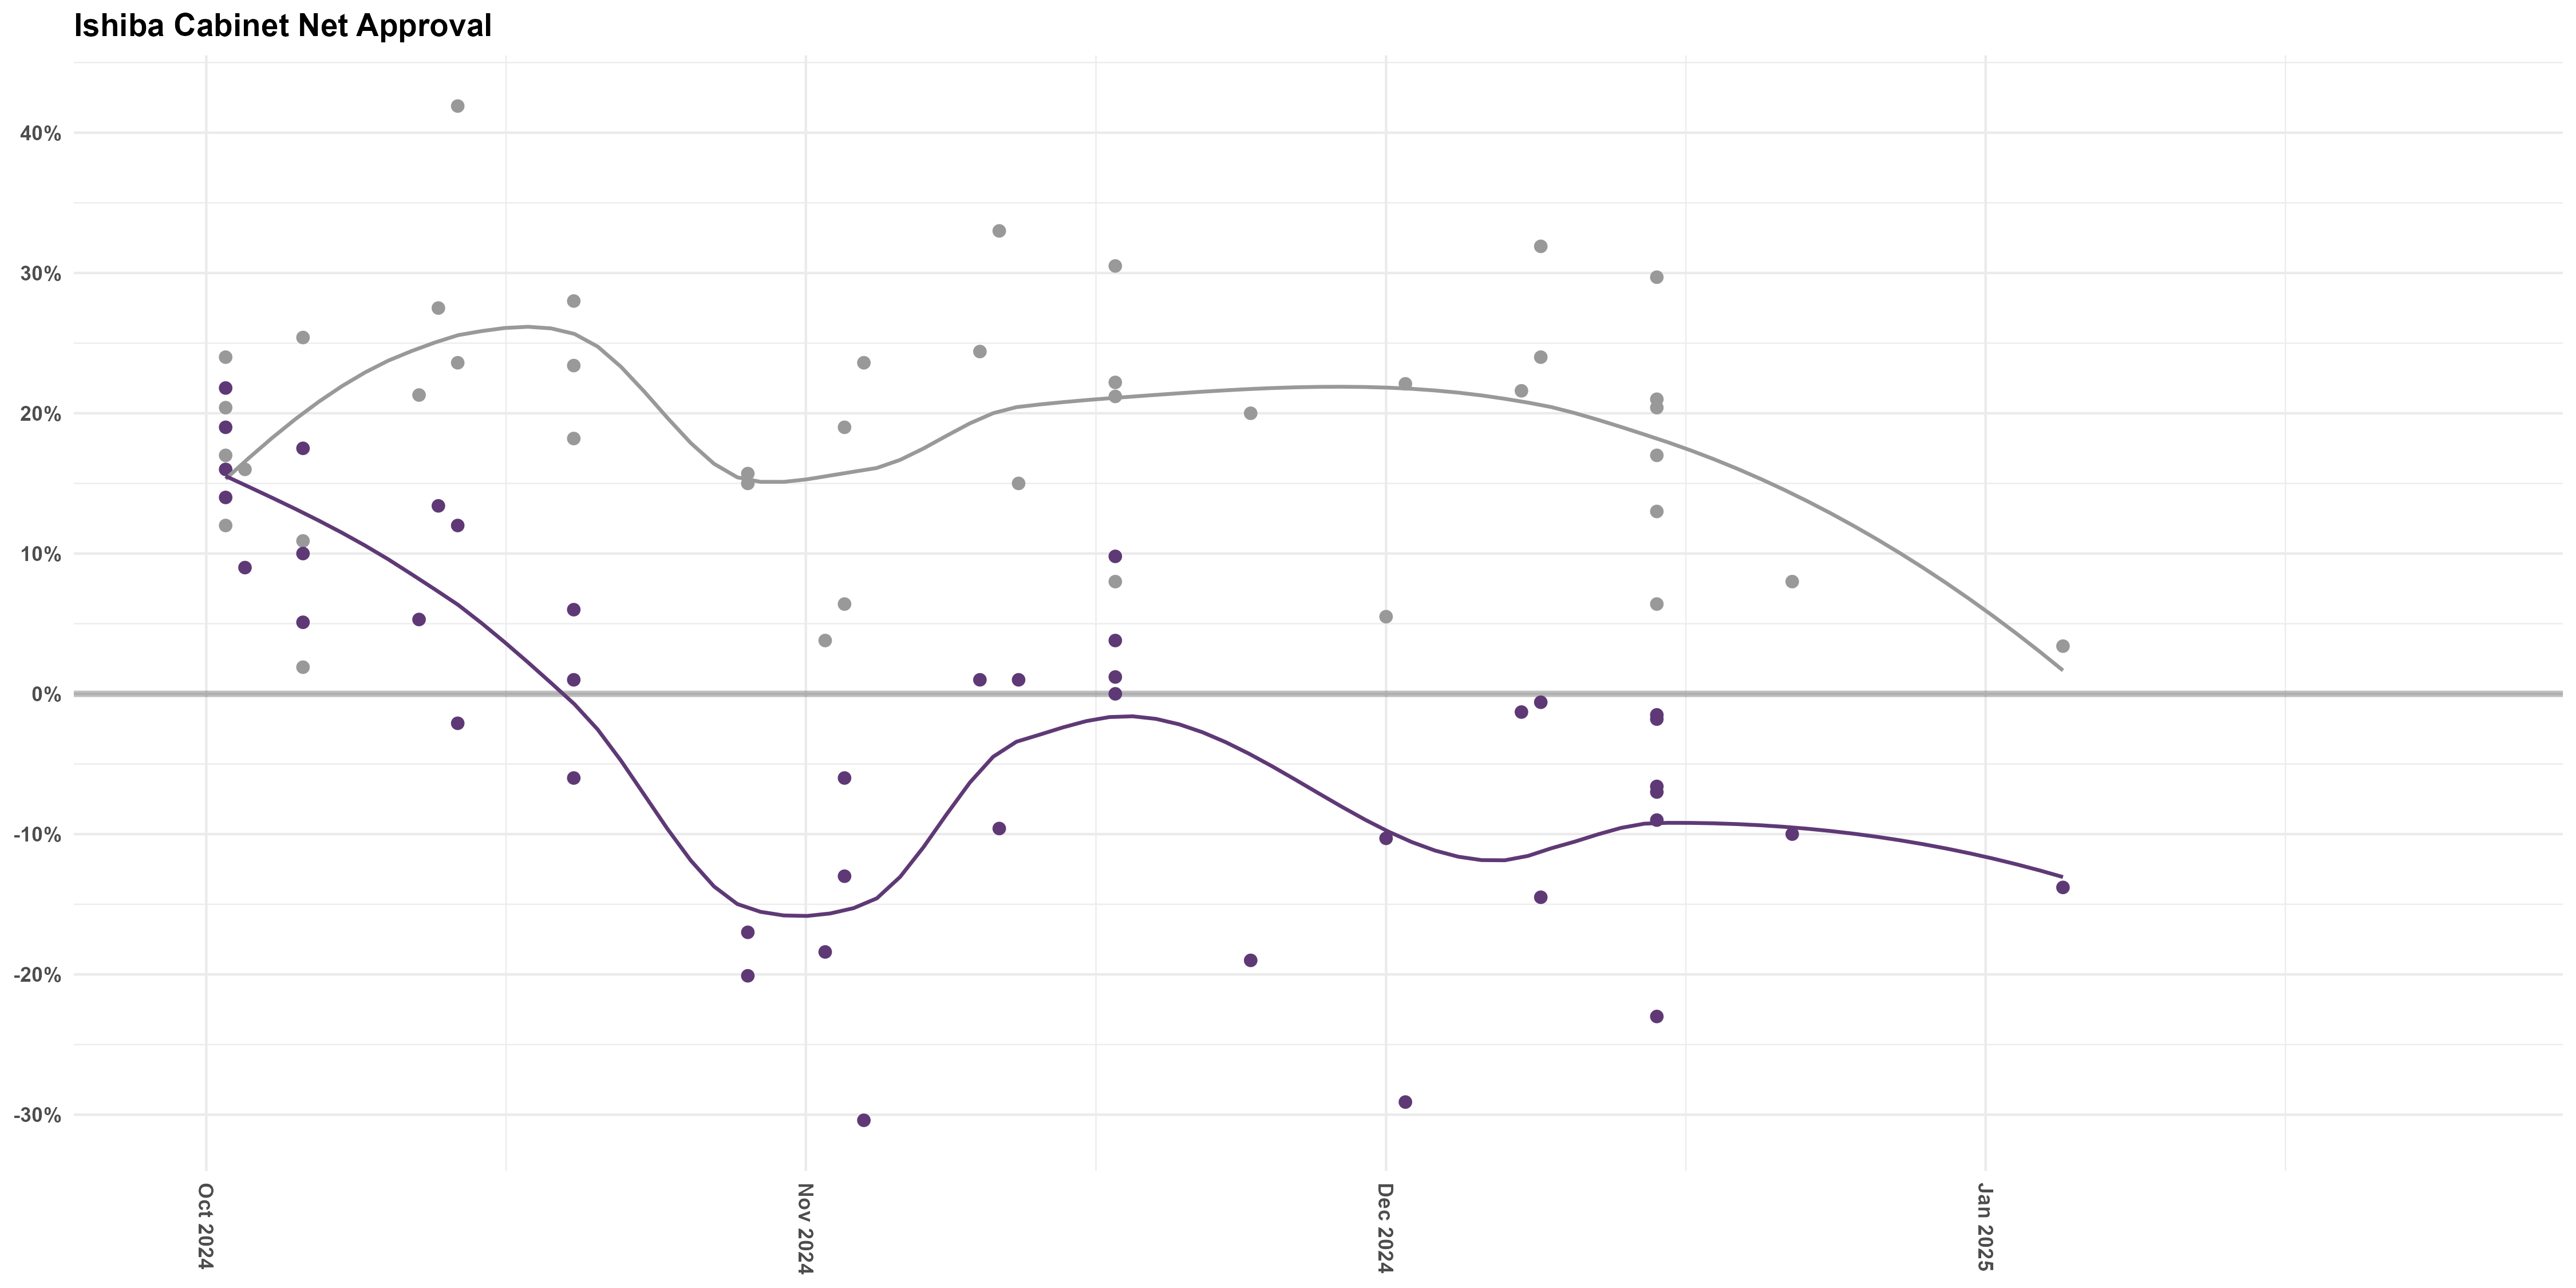 Ishiba Cabinet Net Approval
40%
30%
20%
10%
0%
-10%
-20%
-30%
Oct 2024
Nov 2024
Dec 2024
Jan 2025